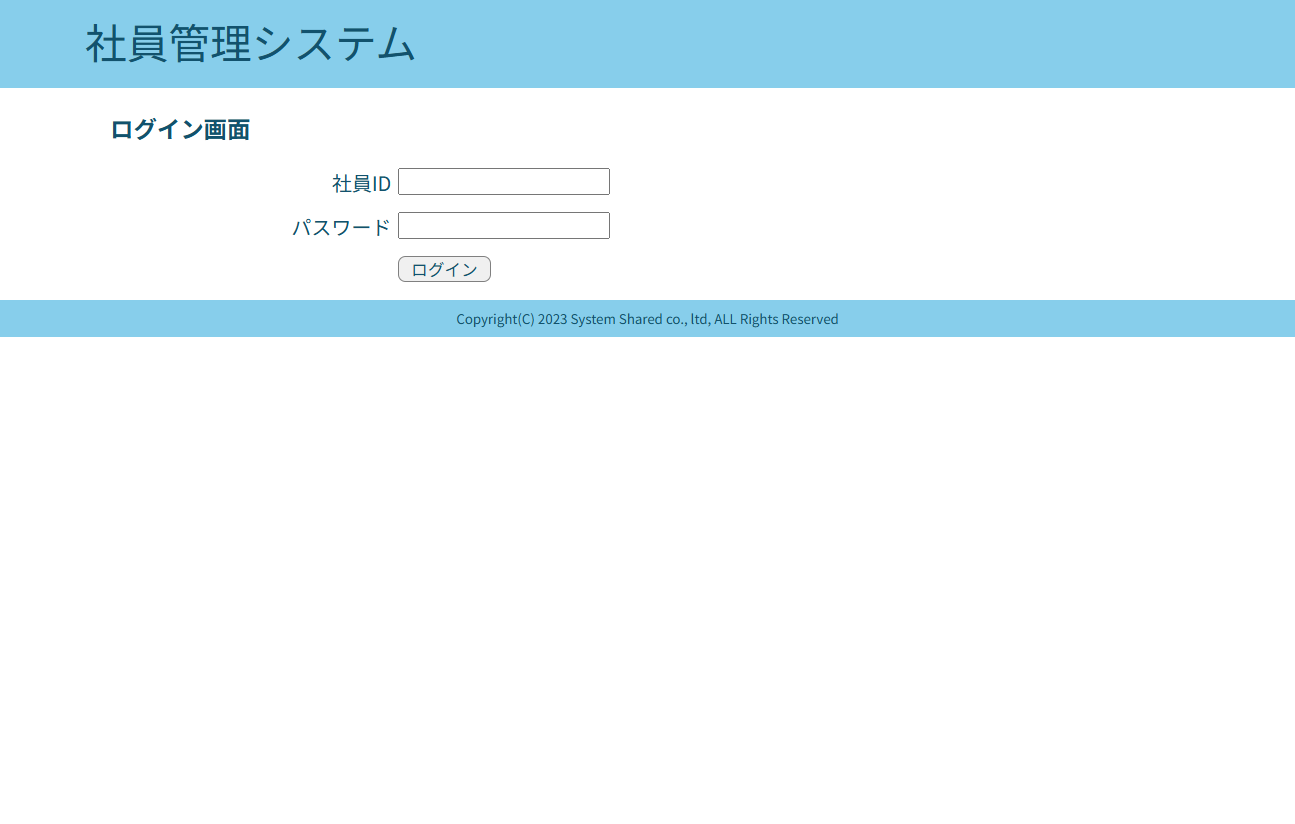 社員管理システム
ログイン画面
社員ID
パスワード
ログイン
Copyright(C) 2023 System Shared co., ltd, ALL Rights Reserved